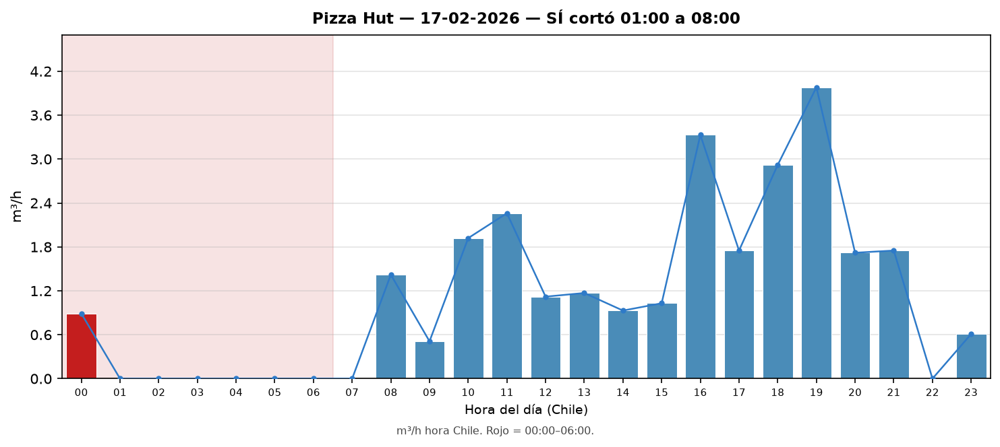 Pizza Hut — 17-02-2026 — SÍ cortó 01:00 a 08:00
m³/h
4.2
3.6
3.0
2.4
1.8
1.2
0.6
0.0
00 01 02 03 04 05 06 07 08 09 10 11 12 13 14 15 16 17 18 19 20 21 22 23
Hora del día (Chile)
m³/h hora Chile. Rojo = 00:00–06:00.